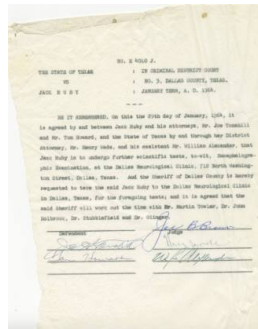 NO. E 4010 J.
THE STATE OF TEXAS : IN CRIMINAL DISTRICT COURT
VS : NO. 3, DALLAS COUNTY, TEXAS.
JACK RUBY : JANUARY TERM, A. D. 1964.
BE IT REMEMBERED, On this the fifth day of January, 1964, it
is agreed by and between Jack Ruby and his attorneys, Mr. Joe Tonahill
and Mr. Tom Howard, and the State of Texas by and through her District
Attorney, Mr. Henry Wade, and his assistant Mr. William Alexander, that
Jack Ruby is to undergo further scientific tests, to-wit,
Examination, at the Dallas Neurological Clinic, 712 North
ton Street, Dallas, Texas. And the Sheriff of Dallas County is hereby
requested to take the said Jack Ruby to the Dallas Neurological Clinic
in Dallas, Texas, for the foregoing tests; and it is agreed that the
said Sheriff will work out the time with Mr. Martin Towler, Dr. John
Holbrook, Dr. Stubblefield and Dr.
Defendant